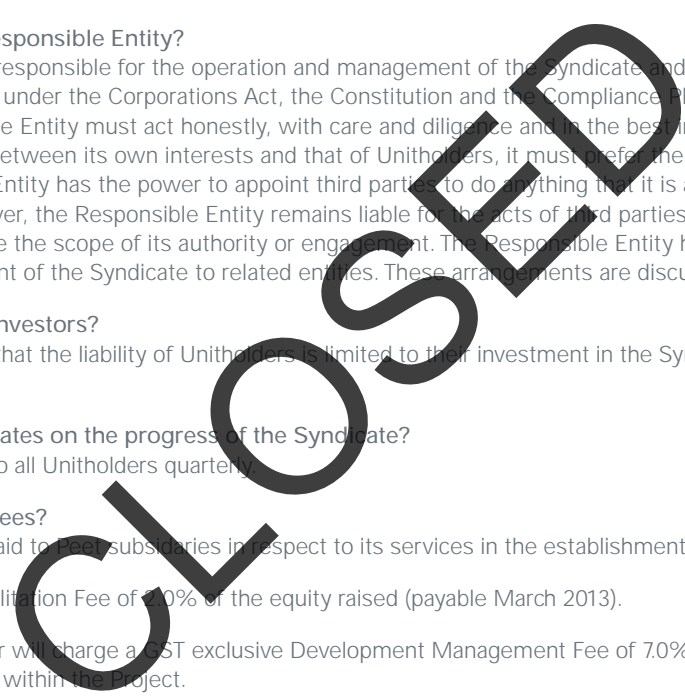 sponsible Entity?
responsible for the operation and management of the Syndicate and
under the Corporations Act, the Constitution and the Compliance Pl
e Entity must act honestly, with care and diligence and in the best in
etween its own interests and that of Unitholders, it must prefer the
Entity has the power to appoint third parties to do anything that it is a
ver, the Responsible Entity remains liable for the acts of third parties
e the scope of its authority or engagement. The Responsible Entity h
nt of the Syndicate to related entities. These arrangements are discu
nvestors?
that the liability of Unitholders is limited to their investment in the Sy
ates on the progress of the Syndicate?
o all Unitholders quarterly.
ees?
aid to Peet subsidaries in respect to its services in the establishment
litation Fee of 2.0% of the equity raised (payable March 2013).
r will charge a GST exclusive Development Management Fee of 7.0%
within the Project.
CLOSED